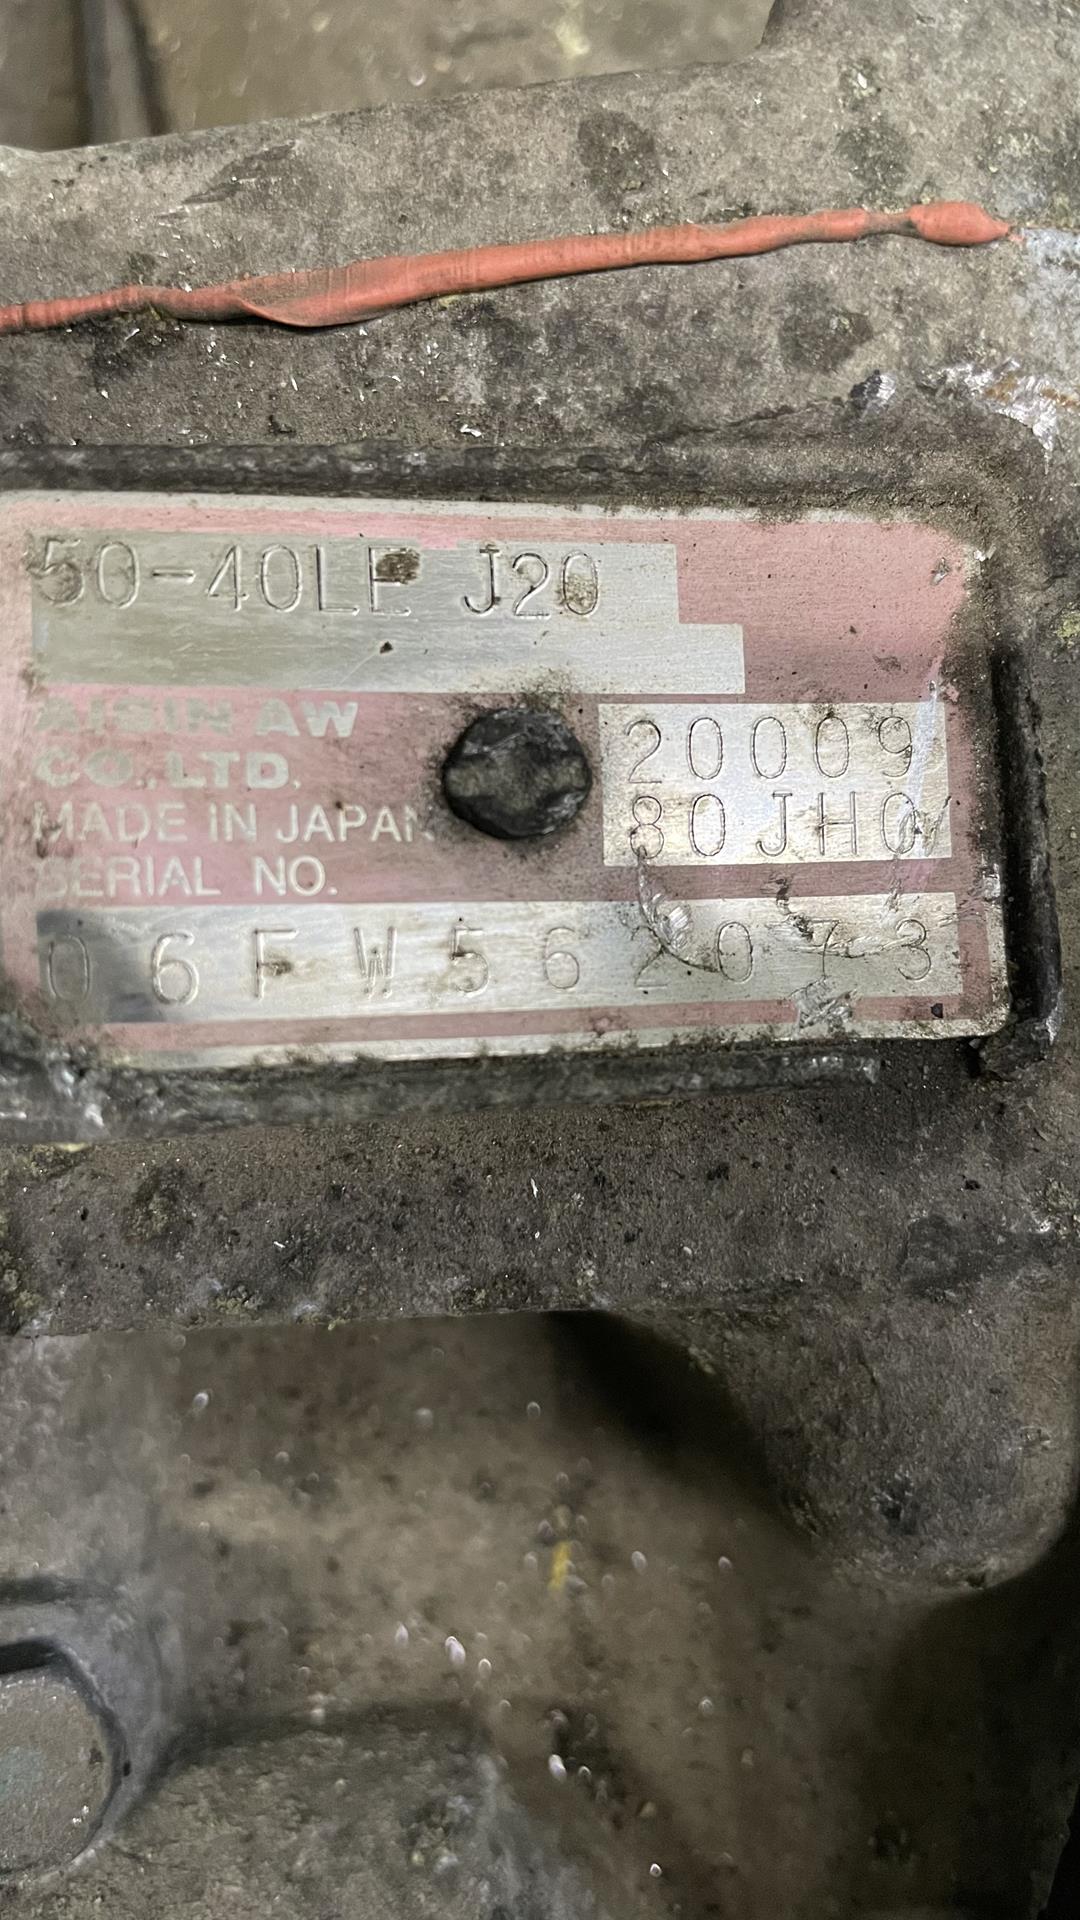 50-40LE J20
AISIN AW
CO.,LTD.
MADE IN JAPAN
SERIAL NO.
20009
80JH0
06FW562073